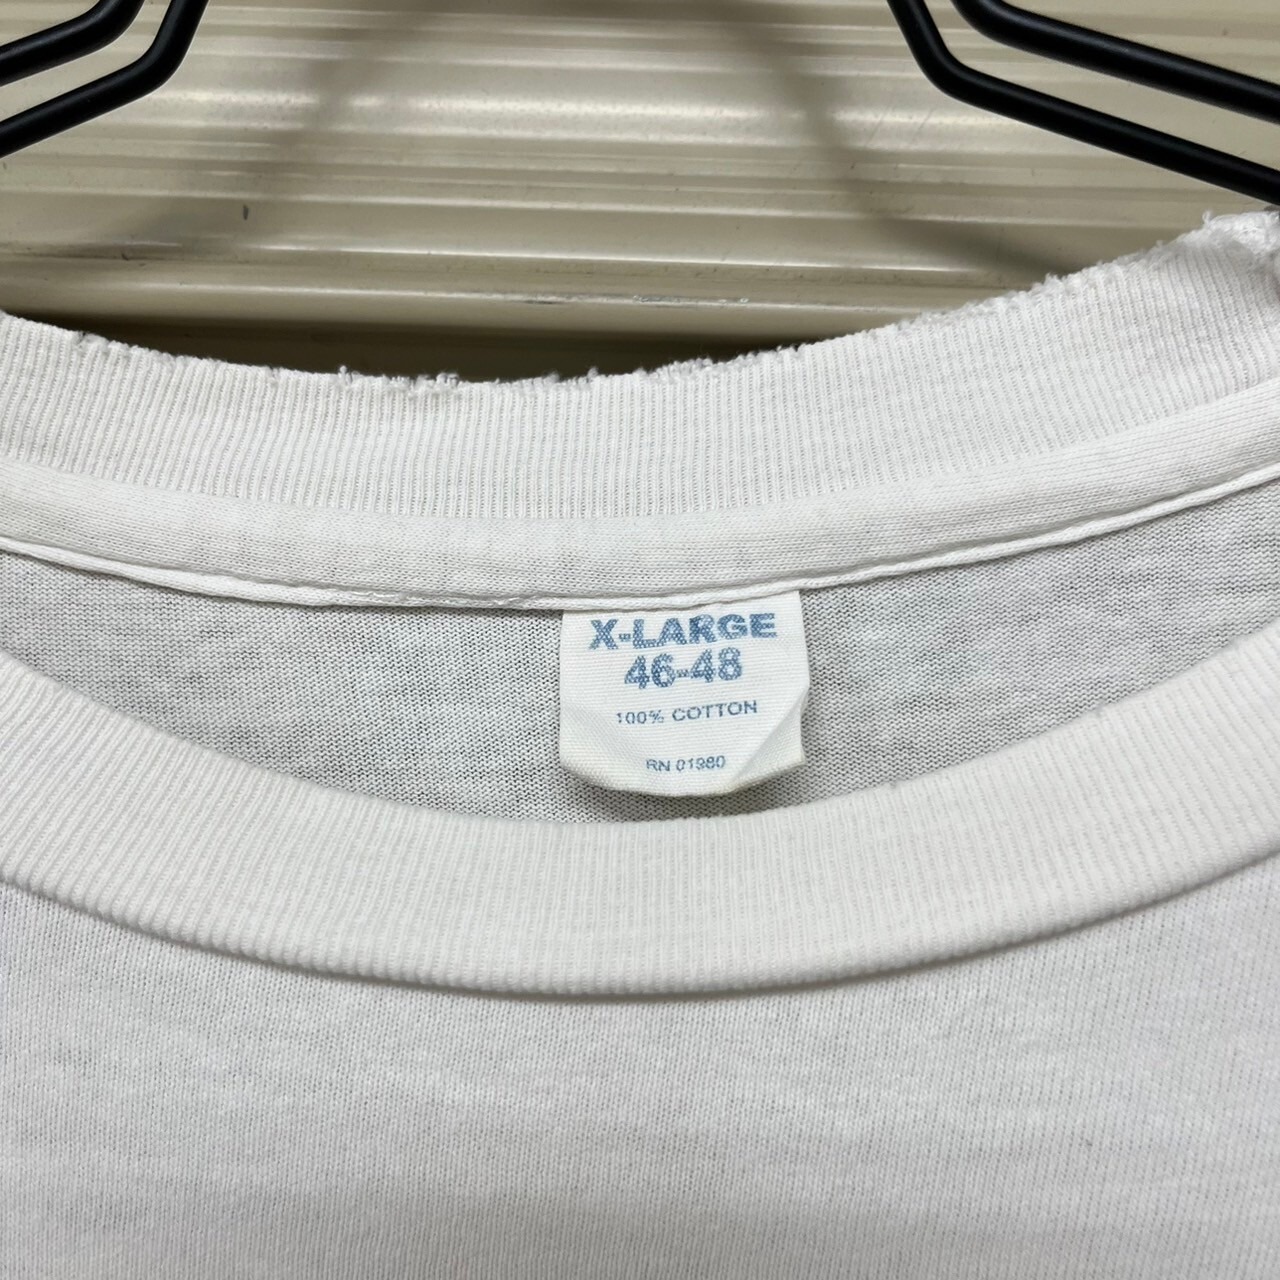 X-LARGE
46-48
100% COTTON
RN 01980